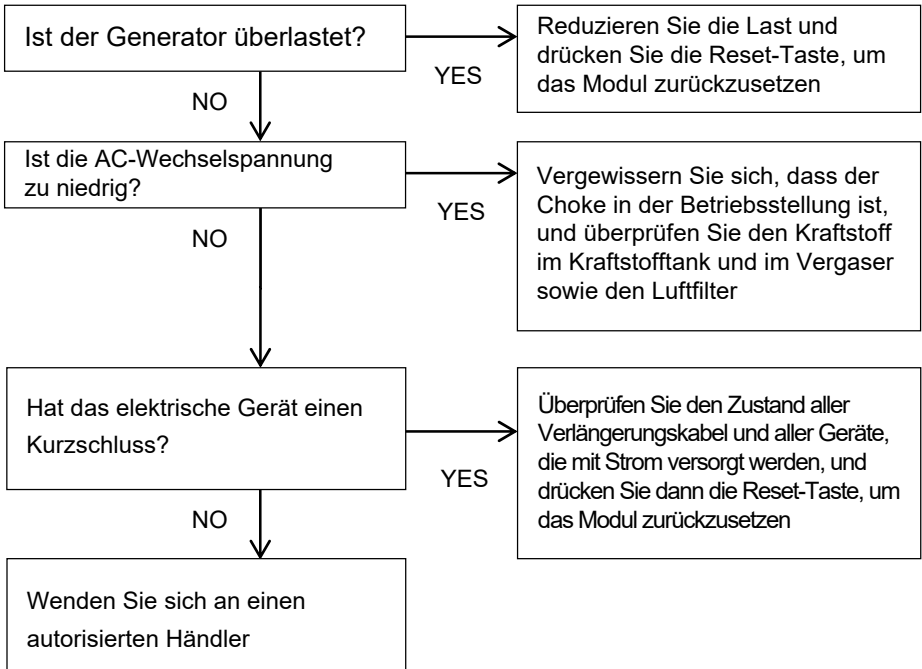 Ist der Generator überlastet?
YES
Reduzieren Sie die Last und
drücken Sie die Reset-Taste, um
das Modul zurückzusetzen
NO
Ist die AC-Wechselspannung
zu niedrig?
YES
Vergewissern Sie sich, dass der
Choke in der Betriebsstellung ist,
und überprüfen Sie den Kraftstoff
im Kraftstofftank und im Vergaser
sowie den Luftfilter
NO
Hat das elektrische Gerät einen
Kurzschluss?
YES
Überprüfen Sie den Zustand aller
Verlängerungskabel und aller Geräte,
die mit Strom versorgt werden, und
drücken Sie dann die Reset-Taste, um
das Modul zurückzusetzen
NO
Wenden Sie sich an einen
autorisierten Händler